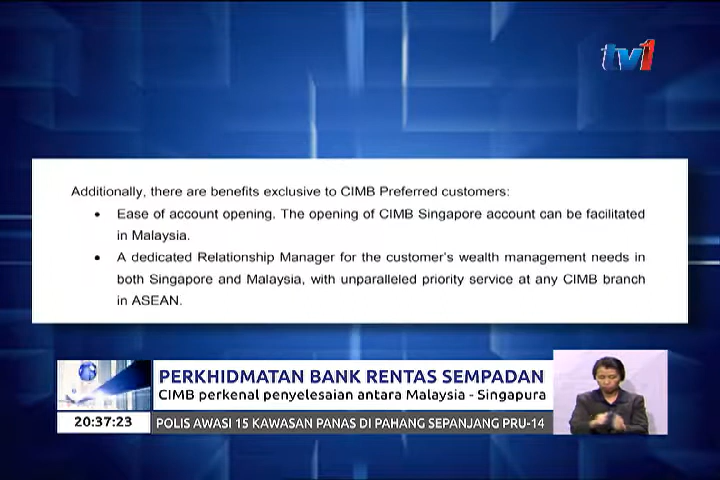 tv1
Additionally, there are benefits exclusive to CIMB Preferred customers:
• Ease of account opening. The opening of CIMB Singapore account can be facilitated
in Malaysia.
• A dedicated Relationship Manager for the customer's wealth management needs in
both Singapore and Malaysia, with unparalleled priority service at any CIMB branch
in ASEAN.
PERKHIDMATAN BANK RENTAS SEMPADAN
CIMB perkenal penyelesaian antara Malaysia - Singapura
20:37:23
POLIS AWASI 15 KAWASAN PANAS DI PAHANG SEPANJANG PRU-14